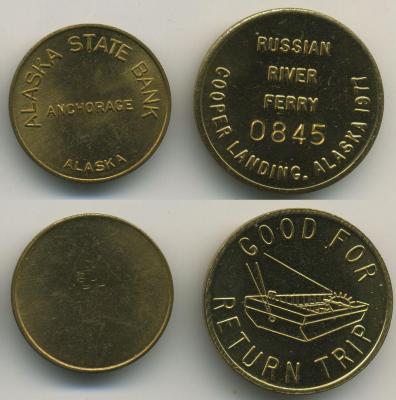 ALASKA STATE BANK
ANCHORAGE
ALASKA
RUSSIAN
RIVER
FERRY
0845
COOPER LANDING, ALASKA 1971
GOOD FOR
RETURN TRIP